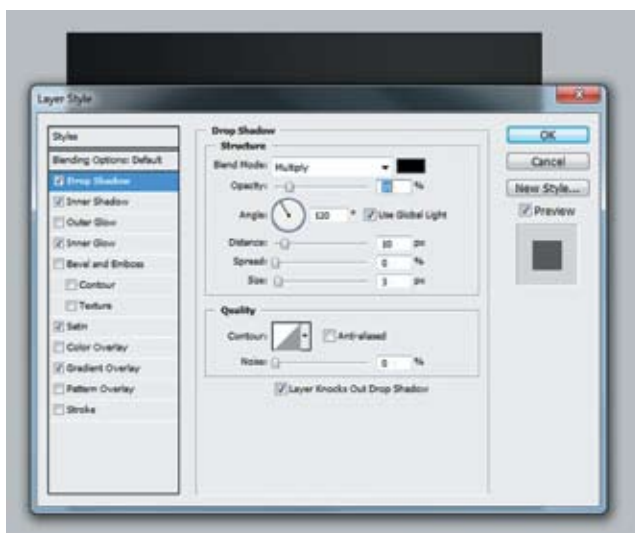 Layer Style
Styles
Blending Options: Default
Drop Shadow
Inner Shadow
Outer Glow
Inner Glow
Bevel and Emboss
Contour
Texture
Satin
Color Overlay
Gradient Overlay
Pattern Overlay
Stroke
Drop Shadow
Structure
Blend Mode: Multiply
Opacity: %
Angle: 120 ° Use Global Light
Distance: 10 px
Spread: 0 %
Size: 3 px
Quality
Contour: Anti-aliased
Noise: 0 %
Layer Knocks Out Drop Shadow
OK
Cancel
New Style...
Preview